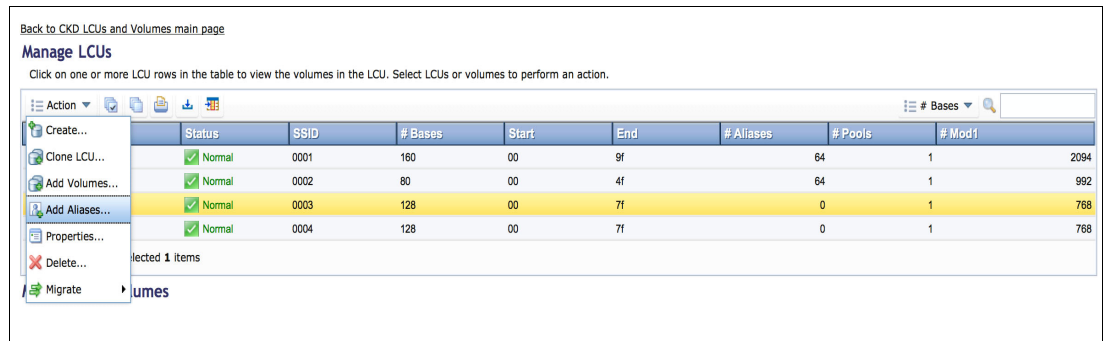 Back to CKD LCUs and Volumes main page
Manage LCUs
Click on one or more LCU rows in the table to view the volumes in the LCU. Select LCUs or volumes to perform an action.
Action # Bases
Status SSID # Bases Start End # Aliases # Pools # Mod1
Normal 0001 160 00 9f 64 1 2094
Normal 0002 80 00 4f 64 1 992
Normal 0003 128 00 7f 0 1 768
Normal 0004 128 00 7f 0 1 768
Create...
Clone LCU...
Add Volumes...
Add Aliases...
Properties...
Delete...
Migrate
lected 1 items
umes